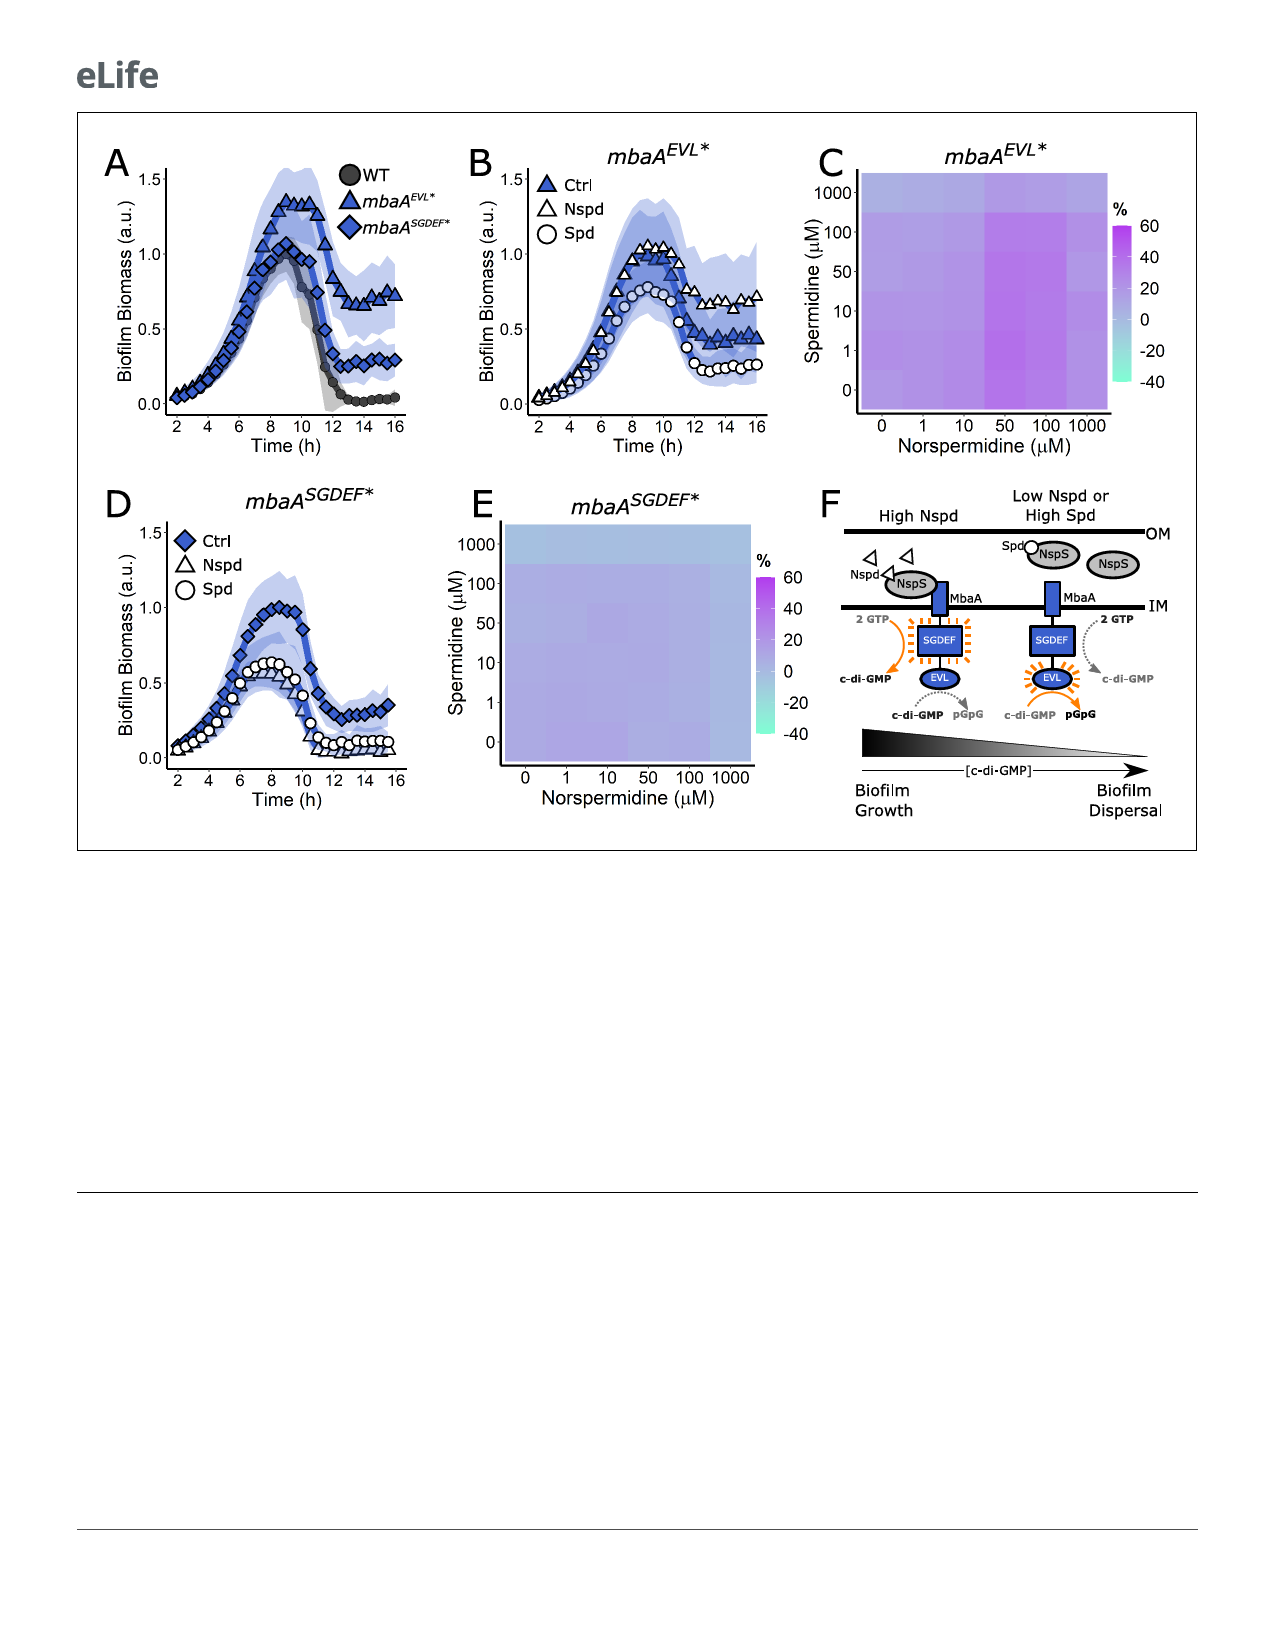 eLife
A
WT
mbaA^EVL*
mbaA^SGDEF*
1.5
1.0
0.5
0.0
Biofilm Biomass (a.u.)
2 4 6 8 10 12 14 16
Time (h)
B
mbaA^EVL*
Ctrl
Nspd
Spd
1.5
1.0
0.5
0.0
Biofilm Biomass (a.u.)
2 4 6 8 10 12 14 16
Time (h)
C
mbaA^EVL*
1000
100
50
10
1
0
Spermidine (μM)
0 1 10 50 100 1000
Norspermidine (μM)
%
60
40
20
0
-20
-40
D
mbaA^SGDEF*
Ctrl
Nspd
Spd
1.5
1.0
0.5
0.0
Biofilm Biomass (a.u.)
2 4 6 8 10 12 14 16
Time (h)
E
mbaA^SGDEF*
1000
100
50
10
1
0
Spermidine (μM)
0 1 10 50 100 1000
Norspermidine (μM)
%
60
40
20
0
-20
-40
F
High Nspd
Low Nspd or
High Spd
OM
Nspd
NspS
Spd
NspS
NspS
MbaA
MbaA
IM
2 GTP
SGDEF
c-di-GMP
EVL
c-di-GMP
pGpG
SGDEF
2 GTP
EVL
c-di-GMP
c-di-GMP
pGpG
[c-di-GMP]
Biofilm
Growth
Biofilm
Dispersal